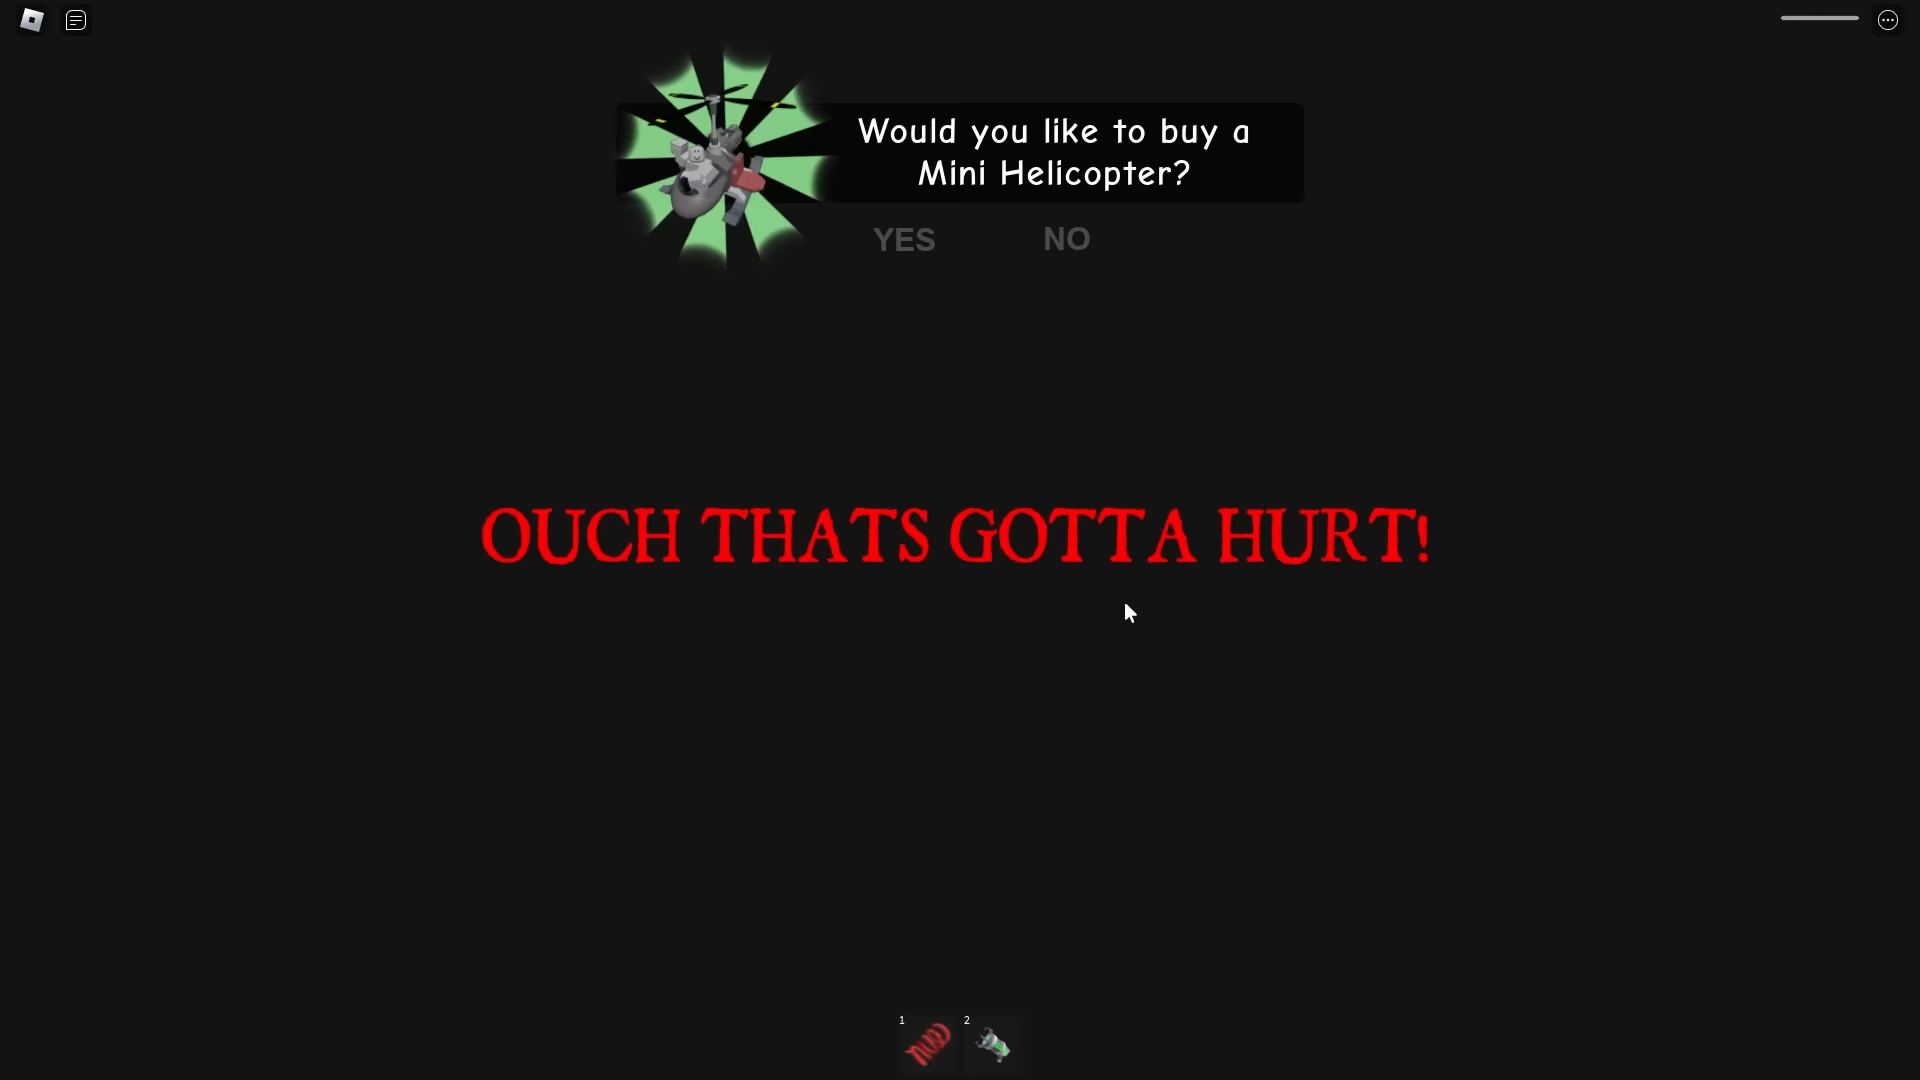 Would you like to buy a
Mini Helicopter?
YES NO
OUCH THATS GOTTA HURT!
1 2